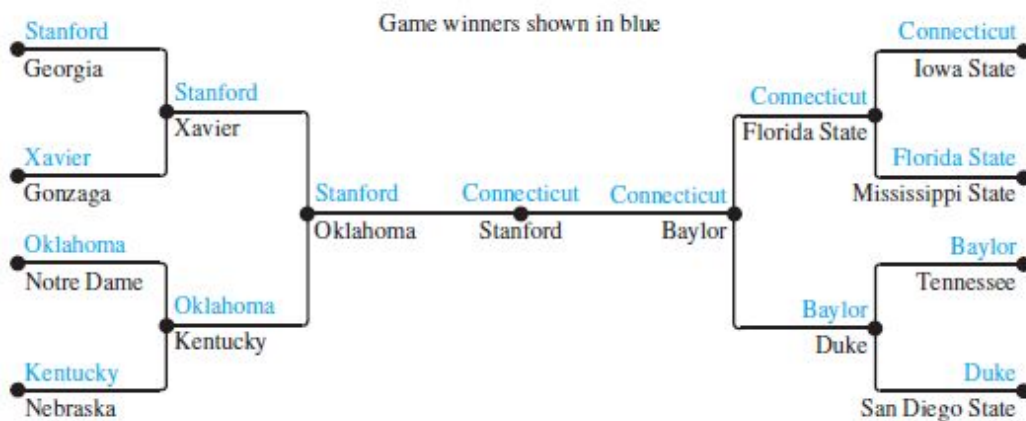 Game winners shown in blue
Stanford
Georgia
Stanford
Xavier
Xavier
Gonzaga
Stanford
Oklahoma
Oklahoma
Notre Dame
Oklahoma
Kentucky
Kentucky
Nebraska
Connecticut
Stanford
Connecticut
Baylor
Connecticut
Iowa State
Connecticut
Florida State
Florida State
Mississippi State
Baylor
Tennessee
Baylor
Duke
Duke
San Diego State